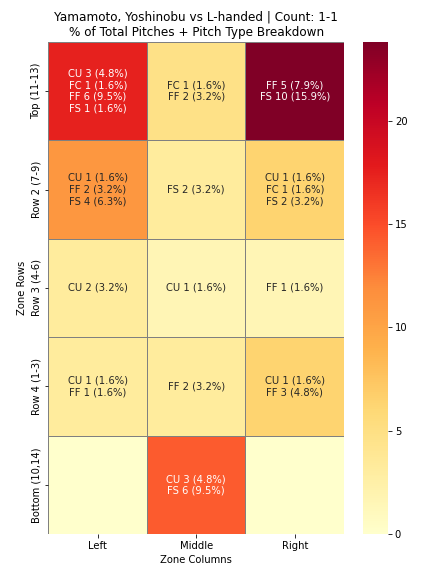 Yamamoto, Yoshinobu vs L-handed | Count: 1-1
% of Total Pitches + Pitch Type Breakdown
Zone Rows
Top (11-13)
CU 3 (4.8%)
FC 1 (1.6%)
FF 6 (9.5%)
FS 1 (1.6%)
FC 1 (1.6%)
FF 2 (3.2%)
FF 5 (7.9%)
FS 10 (15.9%)
Row 2 (7-9)
CU 1 (1.6%)
FF 2 (3.2%)
FS 4 (6.3%)
FS 2 (3.2%)
CU 1 (1.6%)
FC 1 (1.6%)
FS 2 (3.2%)
Row 3 (4-6)
CU 2 (3.2%)
CU 1 (1.6%)
FF 1 (1.6%)
Row 4 (1-3)
CU 1 (1.6%)
FF 1 (1.6%)
FF 2 (3.2%)
CU 1 (1.6%)
FF 3 (4.8%)
Bottom (10,14)
CU 3 (4.8%)
FS 6 (9.5%)
Left
Middle
Right
Zone Columns
20
15
10
5
0